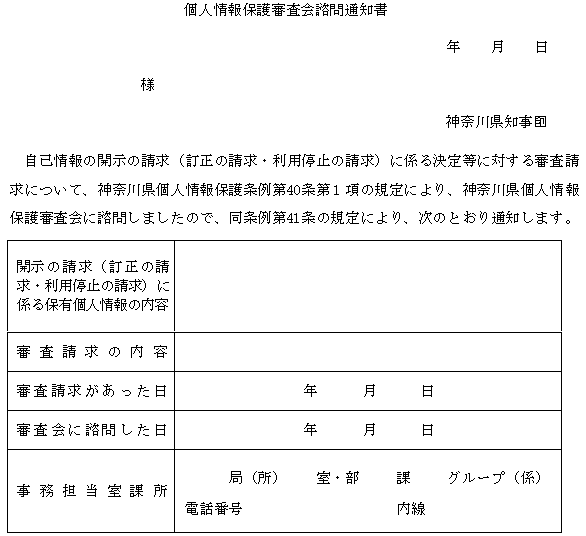 個人情報保護審査会諮問通知書
年　　月　　日
様
神奈川県知事印
自己情報の開示の請求（訂正の請求・利用停止の請求）に係る決定等に対する審査請
求について、神奈川県個人情報保護条例第40条第１項の規定により、神奈川県個人情報
保護審査会に諮問しましたので、同条例第41条の規定により、次のとおり通知します。
開示の請求（訂正の請
求・利用停止の請求）に
係る保有個人情報の内容
審査請求の内容
審査請求があった日　　年　　月　　日
審査会に諮問した日　　年　　月　　日
事務担当室課所
局（所）　　室・部　　課　　グループ（係）
電話番号　　内線